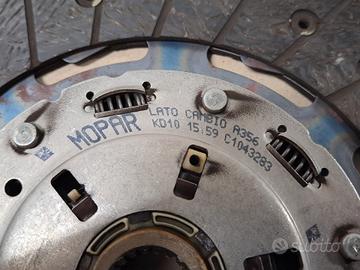 MOPAR
LATO CAMBIO A356
KD10 15:59 C1043283
subito